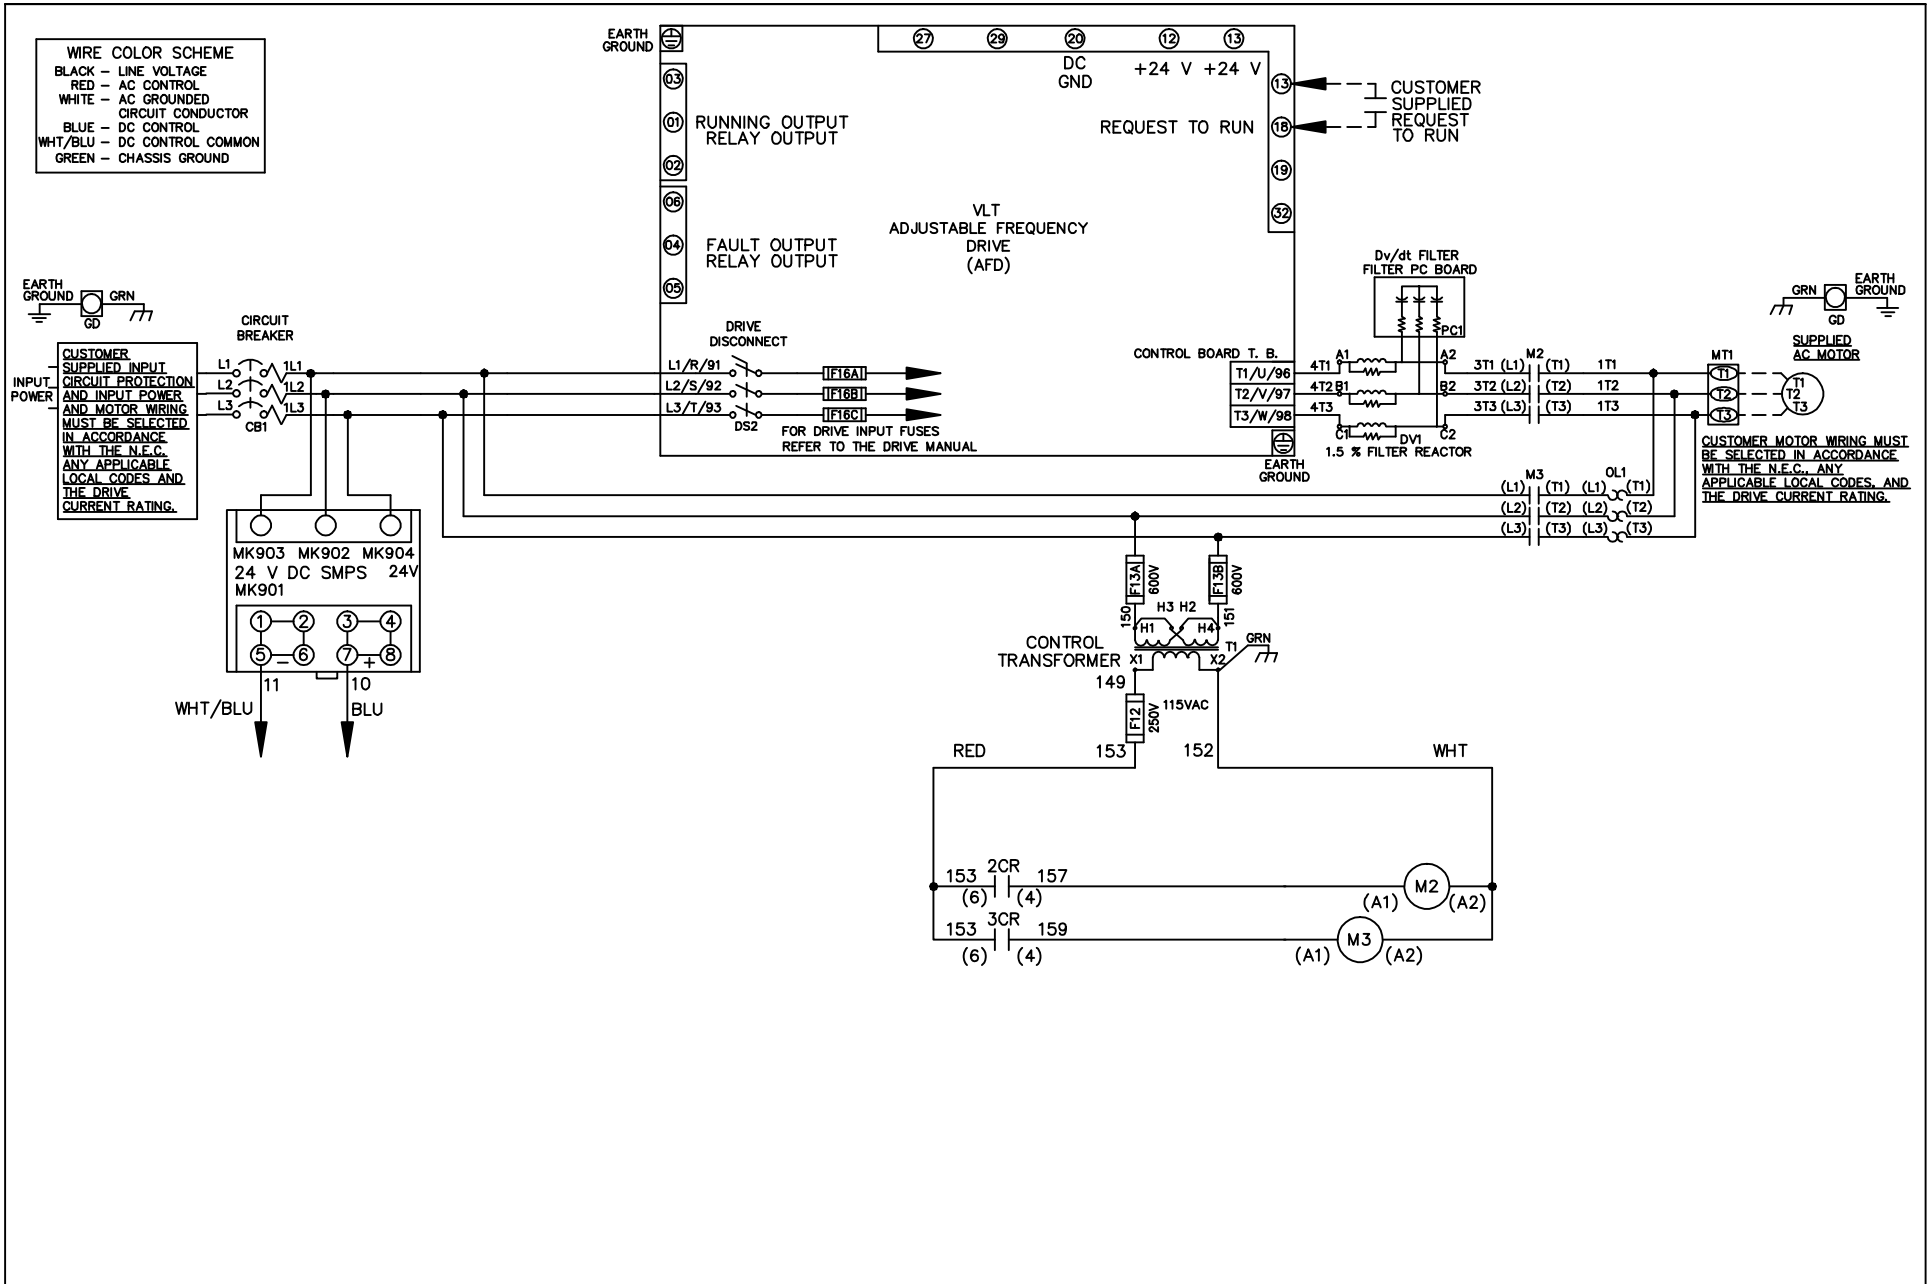 WIRE COLOR SCHEME
BLACK – LINE VOLTAGE
RED – AC CONTROL
WHITE – AC GROUNDED
CIRCUIT CONDUCTOR
BLUE – DC CONTROL
WHT/BLU – DC CONTROL COMMON
GREEN – CHASSIS GROUND
EARTH
GROUND
03
01
02
06
04
05
RUNNING OUTPUT
RELAY OUTPUT
FAULT OUTPUT
RELAY OUTPUT
27
29
20
12
13
DC
GND
+24 V
+24 V
13
18
19
32
REQUEST TO RUN
CUSTOMER
SUPPLIED
REQUEST
TO RUN
VLT
ADJUSTABLE FREQUENCY
DRIVE
(AFD)
EARTH
GROUND
GRN
GD
INPUT
POWER
CUSTOMER
SUPPLIED INPUT
CIRCUIT PROTECTION
AND INPUT POWER
AND MOTOR WIRING
MUST BE SELECTED
IN ACCORDANCE
WITH THE N.E.C.
ANY APPLICABLE
LOCAL CODES AND
THE DRIVE
CURRENT RATING.
CIRCUIT
BREAKER
L1
L2
L3
1L1
1L2
1L3
CB1
DRIVE
DISCONNECT
L1/R/91
L2/S/92
L3/T/93
DS2
F16A
F16B
F16C
FOR DRIVE INPUT FUSES
REFER TO THE DRIVE MANUAL
CONTROL BOARD T. B.
T1/U/96
T2/V/97
T3/W/98
EARTH
GROUND
4T1
4T2
4T3
Dv/dt FILTER
FILTER PC BOARD
PC1
A1
A2
B1
B2
C1
C2
DV1
1.5 % FILTER REACTOR
M2
3T1 (L1) (T1) 1T1
3T2 (L2) (T2) 1T2
3T3 (L3) (T3) 1T3
MT1
T1
T2
T3
GRN
EARTH
GROUND
GD
SUPPLIED
AC MOTOR
T1
T2
T3
CUSTOMER MOTOR WIRING MUST
BE SELECTED IN ACCORDANCE
WITH THE N.E.C., ANY
APPLICABLE LOCAL CODES, AND
THE DRIVE CURRENT RATING.
M3
OL1
(L1) (T1) (L1) (T1)
(L2) (T2) (L2) (T2)
(L3) (T3) (L3) (T3)
MK903 MK902 MK904
24 V DC SMPS 24V
MK901
1
2
3
4
5
–
6
7
+
8
11
10
WHT/BLU
BLU
F13A
600V
F13B
600V
150
151
H3 H2
H1
H4
CONTROL
TRANSFORMER
X1
X2
T1
GRN
149
F12
250V
115VAC
RED
153
152
WHT
153
2CR
157
(6) (4)
M2
(A1) (A2)
153
3CR
159
(6) (4)
M3
(A1) (A2)